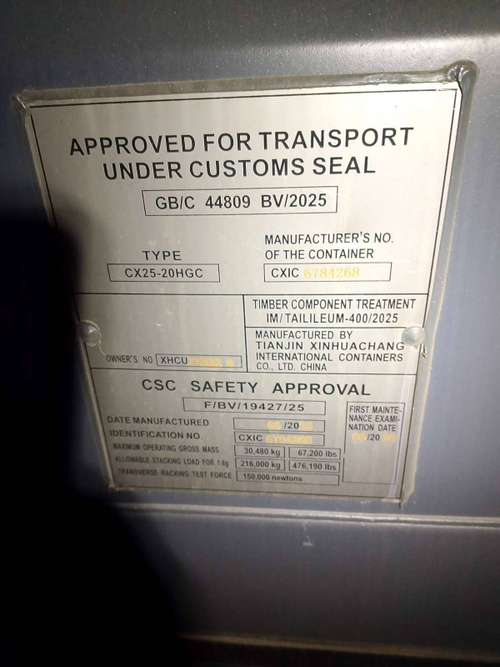 APPROVED FOR TRANSPORT
UNDER CUSTOMS SEAL
GB/C 44809 BV/2025
TYPE
CX25-20HGC
MANUFACTURER'S NO.
OF THE CONTAINER
CXIC 6784268
TIMBER COMPONENT TREATMENT
IM/TAILILEUM-400/2025
OWNER'S NO. XHCU
MANUFACTURED BY
TIANJIN XINHUACHANG
INTERNATIONAL CONTAINERS
CO., LTD. CHINA
CSC SAFETY APPROVAL
F/BV/19427/25
DATE MANUFACTURED /20
IDENTIFICATION NO CXIC
MAXIMUM OPERATING GROSS MASS 30,480 kg 67,200 lbs
ALLOWABLE STACKING LOAD FOR 1.8g 216,000 kg 476,190 lbs
TRANSVERSE RACKING TEST FORCE 150,000 newtons
FIRST MAINTE-
NANCE EXAMI-
NATION DATE
/20